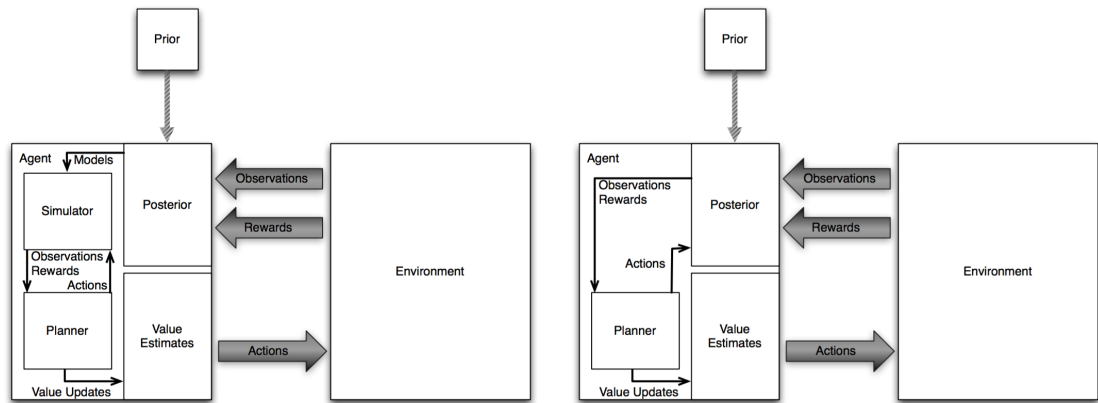 Prior
Agent
Models
Simulator
Posterior
Observations
Rewards
Observations
Rewards
Actions
Environment
Planner
Value
Estimates
Actions
Value Updates
Prior
Agent
Observations
Rewards
Posterior
Observations
Rewards
Actions
Environment
Planner
Value
Estimates
Actions
Value Updates